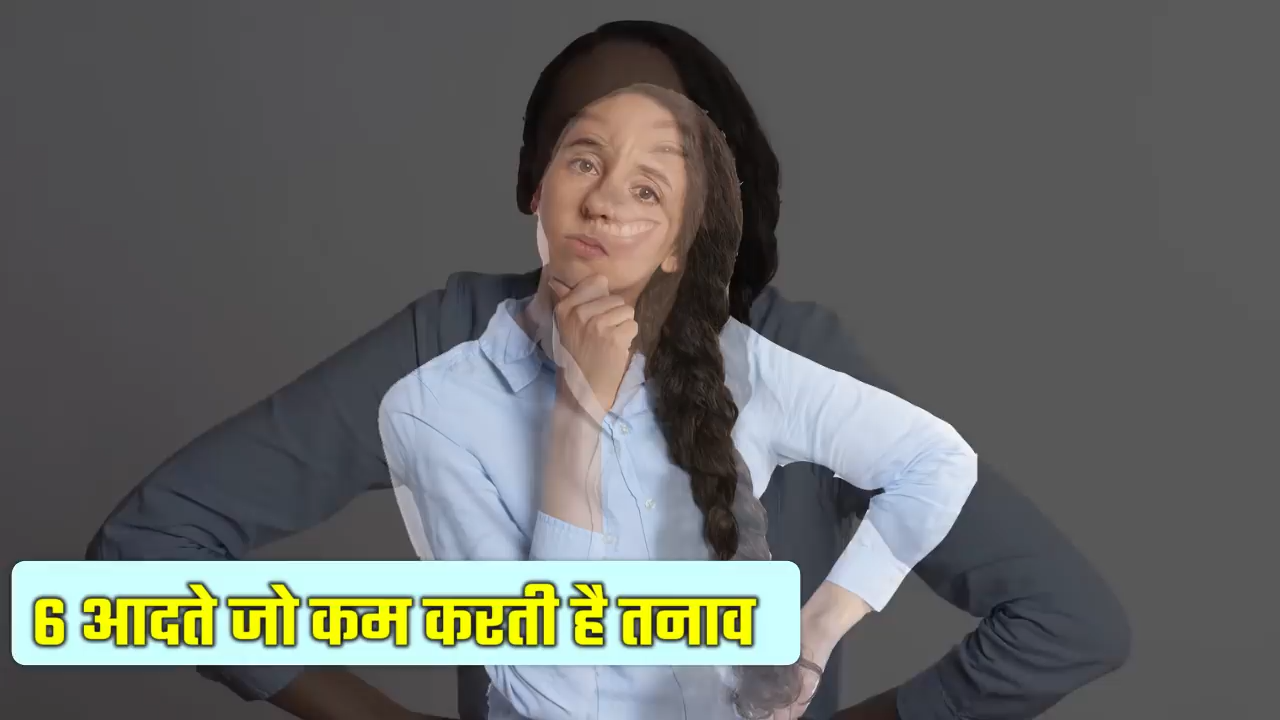 6 आदते जो कम करती है तनाव